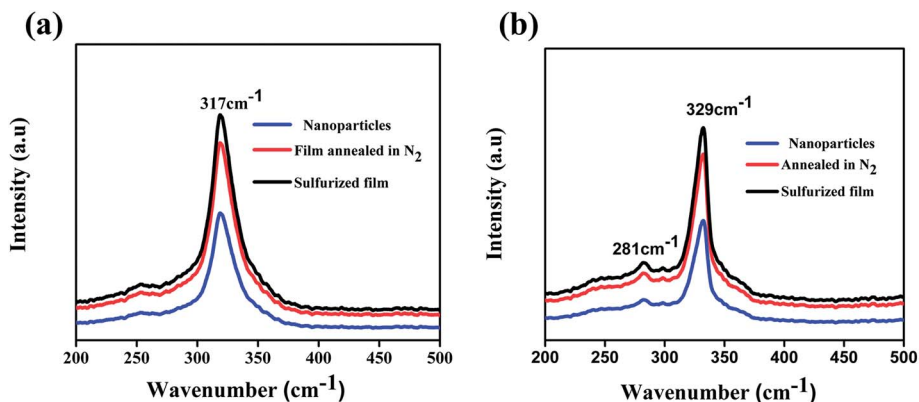 (a)
317cm-1
Nanoparticles
Film annealed in N2
Sulfurized film
Intensity (a.u)
200 250 300 350 400 450 500
Wavenumber (cm-1)
(b)
329cm-1
Nanoparticles
Annealed in N2
Sulfurized film
281cm-1
Intensity (a.u)
200 250 300 350 400 450 500
Wavenumber (cm-1)